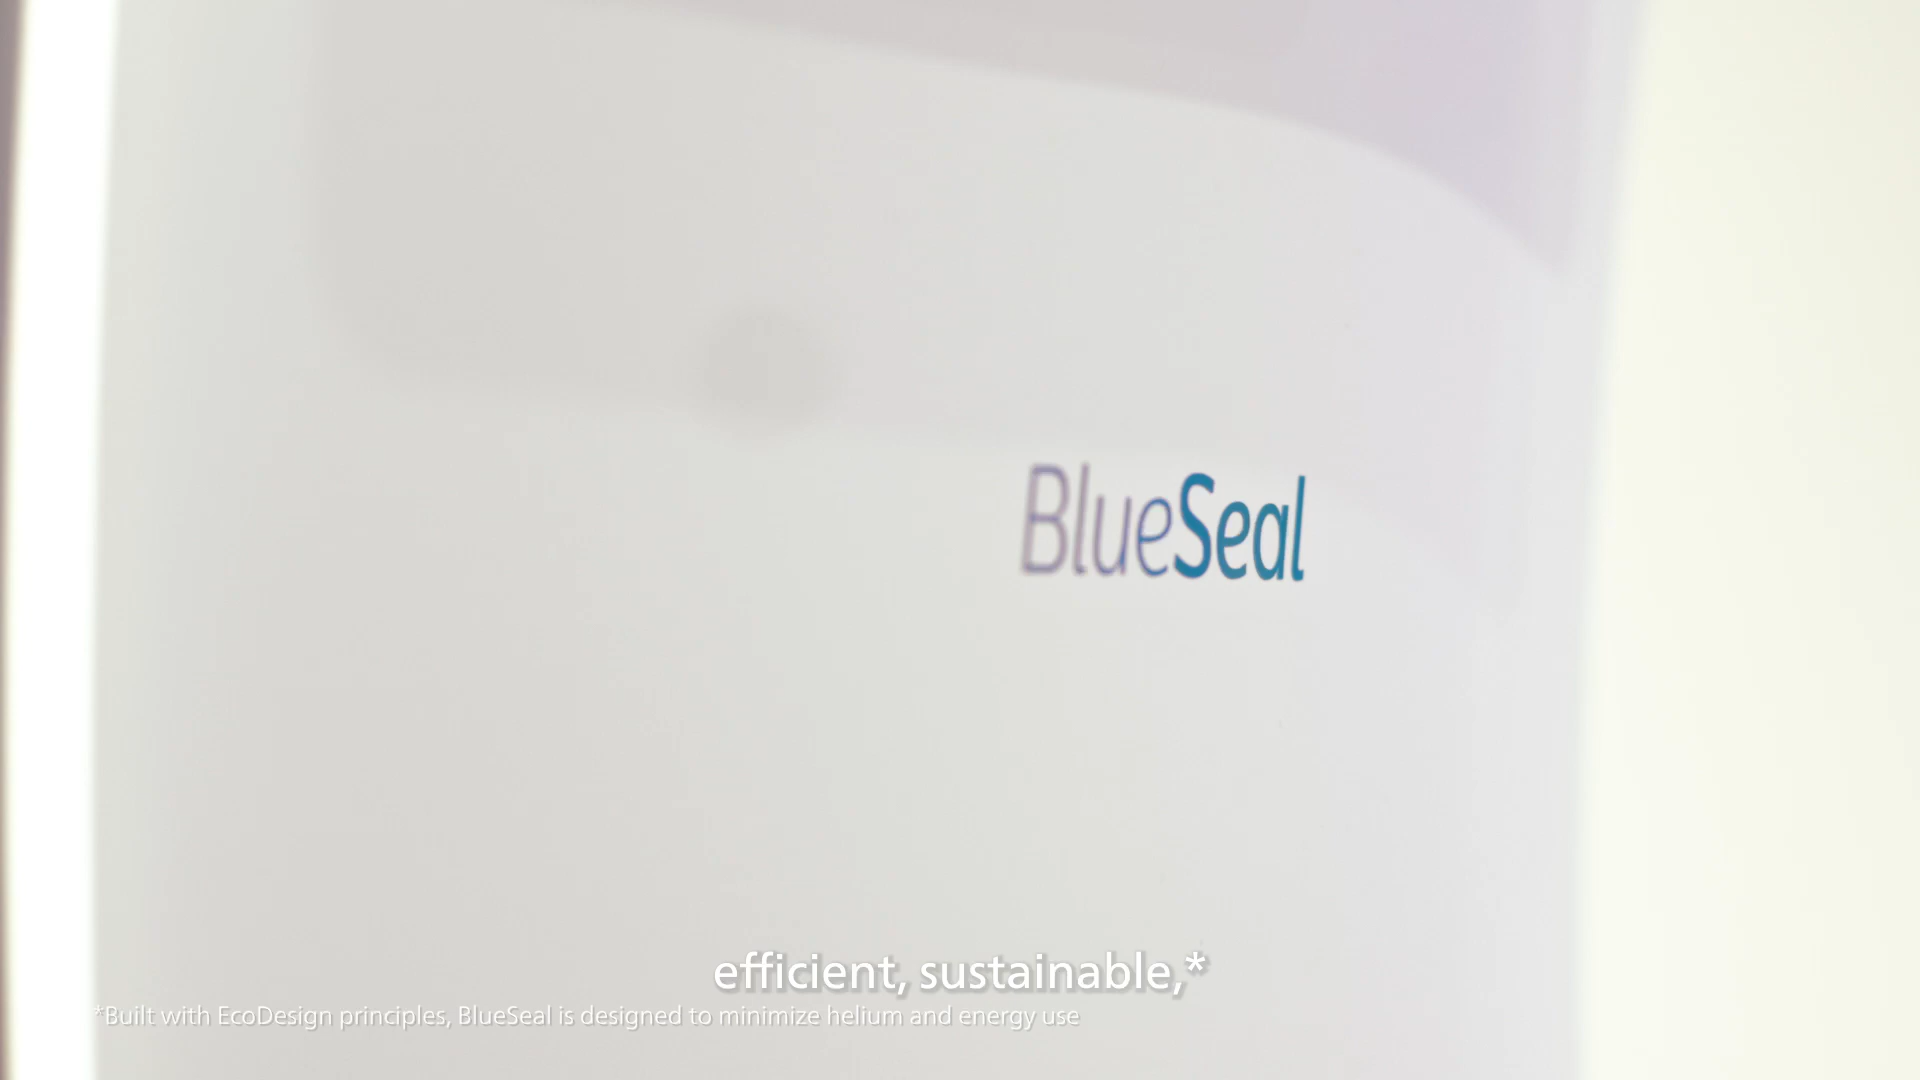 BlueSeal
efficient, sustainable,*
*Built with EcoDesign principles, BlueSeal is designed to minimize helium and energy use